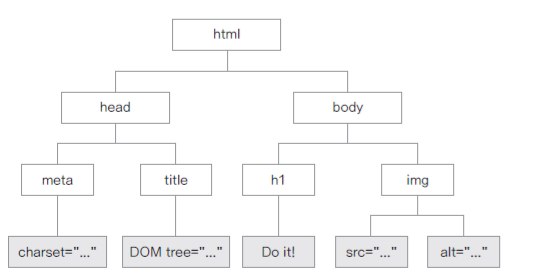 html
head
body
meta
title
h1
img
charset="..."
DOM tree="..."
Do it!
src="..."
alt="..."